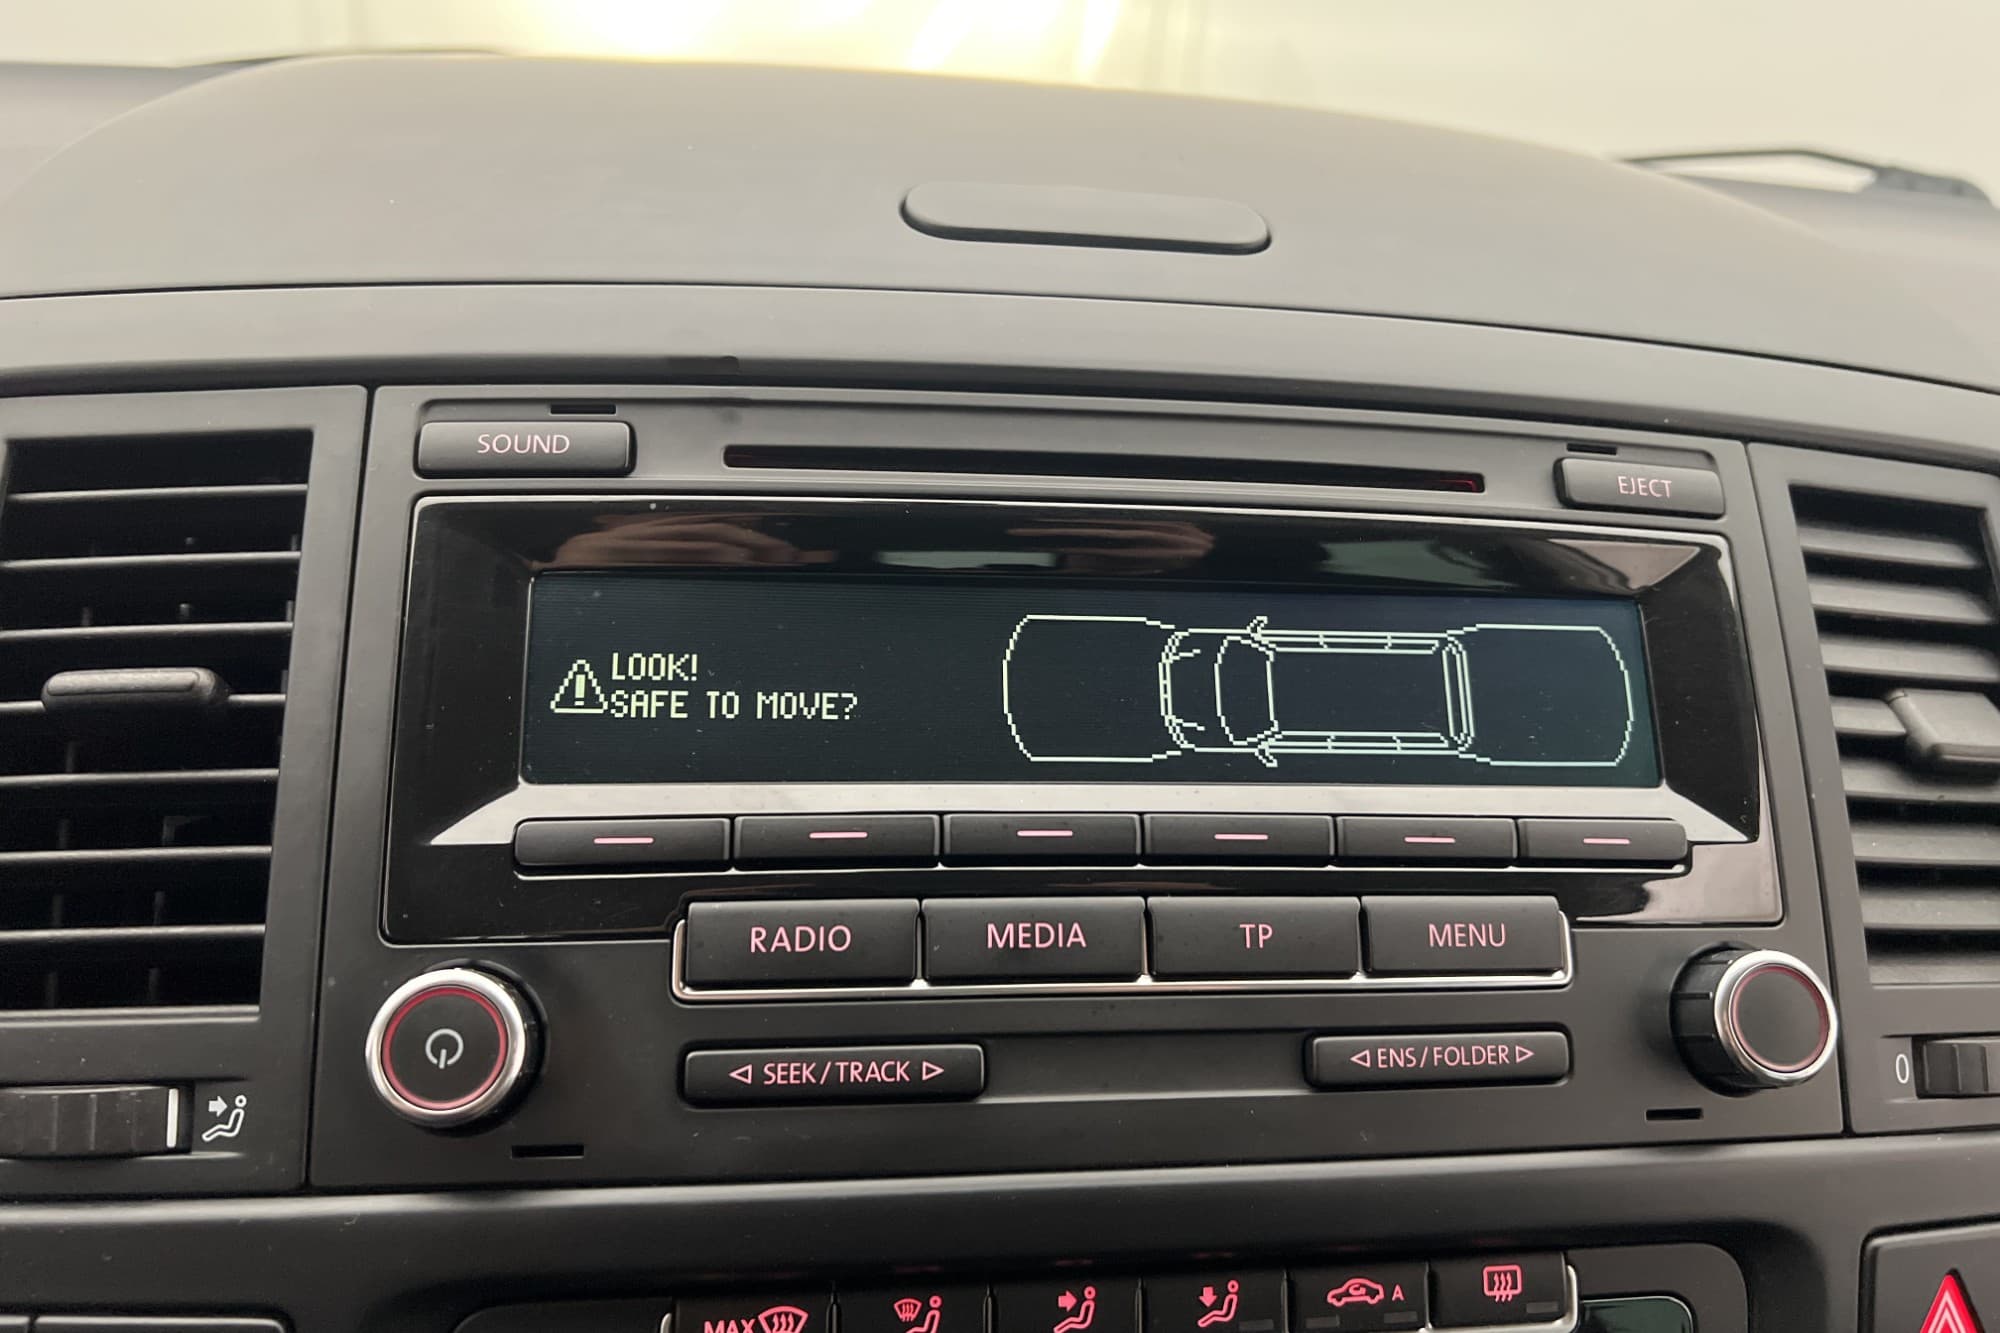 SOUND
EJECT
LOOK!
SAFE TO MOVE?
RADIO
MEDIA
TP
MENU
SEEK/TRACK
ENS/FOLDER
0
MAX
A